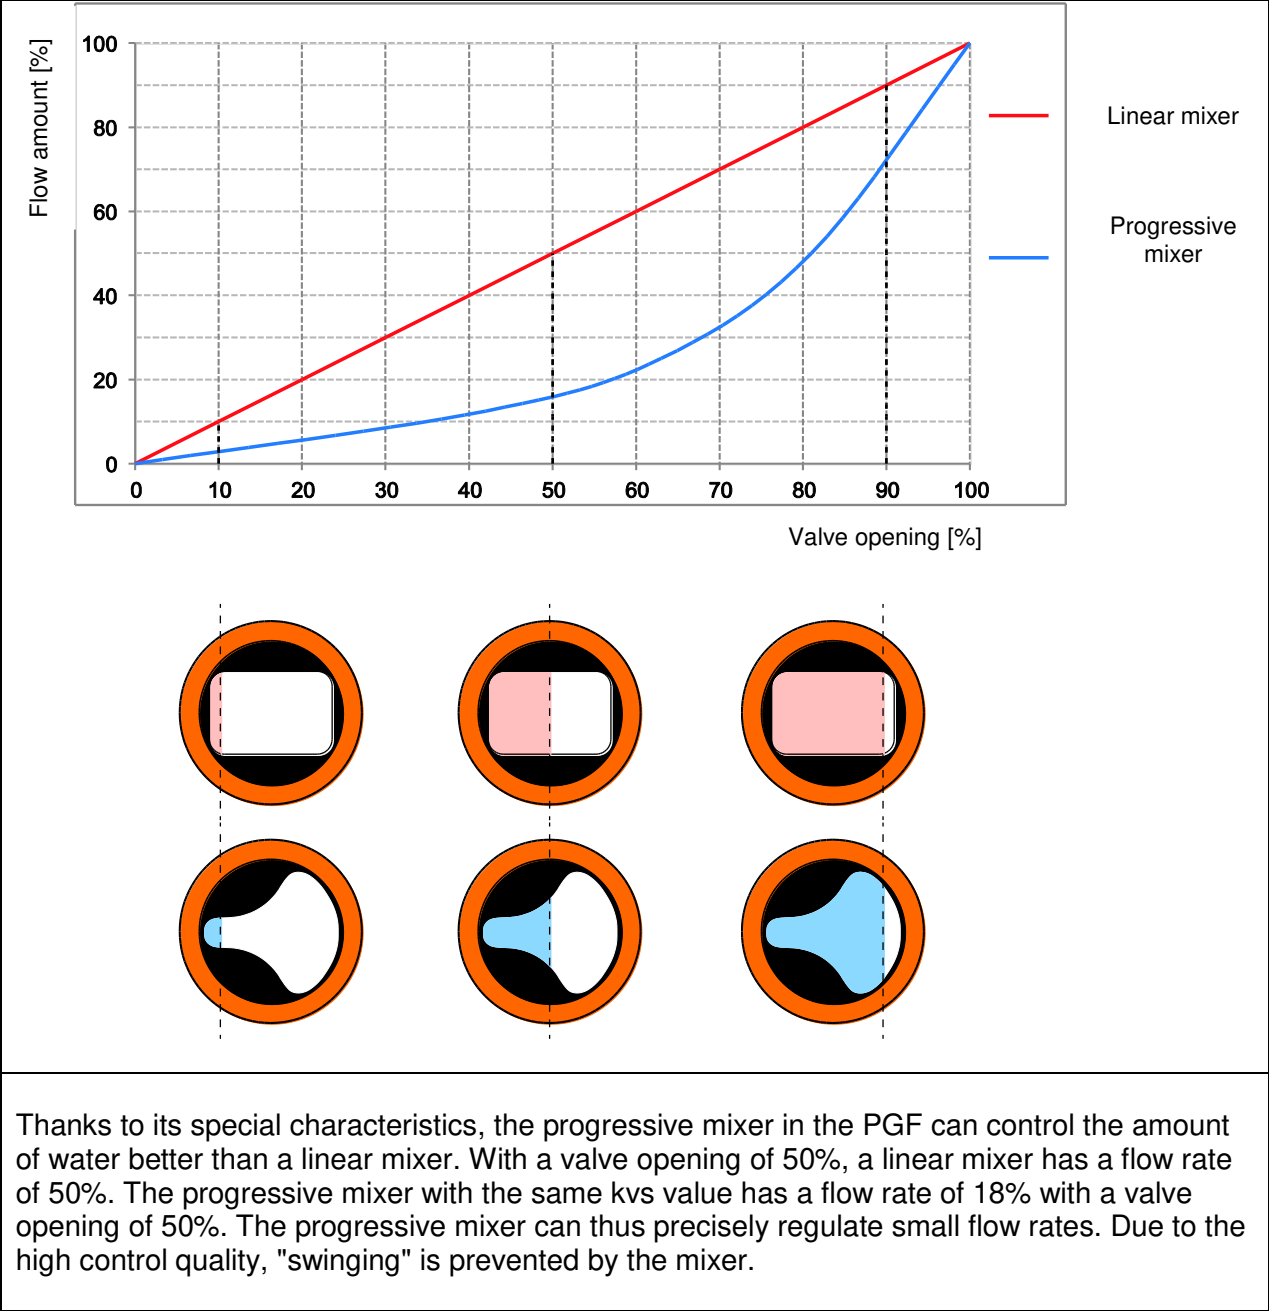 Flow amount [%]
100
80
60
40
20
0
0 10 20 30 40 50 60 70 80 90 100
Valve opening [%]
Linear mixer
Progressive
mixer
Thanks to its special characteristics, the progressive mixer in the PGF can control the amount
of water better than a linear mixer. With a valve opening of 50%, a linear mixer has a flow rate
of 50%. The progressive mixer with the same kvs value has a flow rate of 18% with a valve
opening of 50%. The progressive mixer can thus precisely regulate small flow rates. Due to the
high control quality, "swinging" is prevented by the mixer.